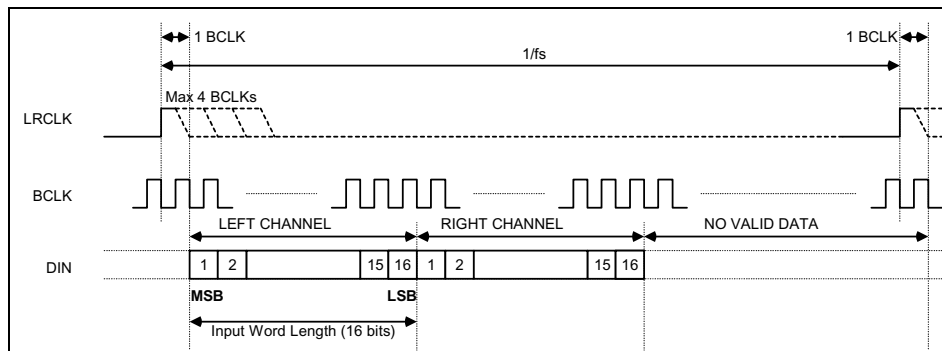 1 BCLK
1 BCLK
1/fs
Max 4 BCLKs
LRCLK
BCLK
LEFT CHANNEL
RIGHT CHANNEL
NO VALID DATA
DIN
1 2 15 16 1 2 15 16
MSB
LSB
Input Word Length (16 bits)